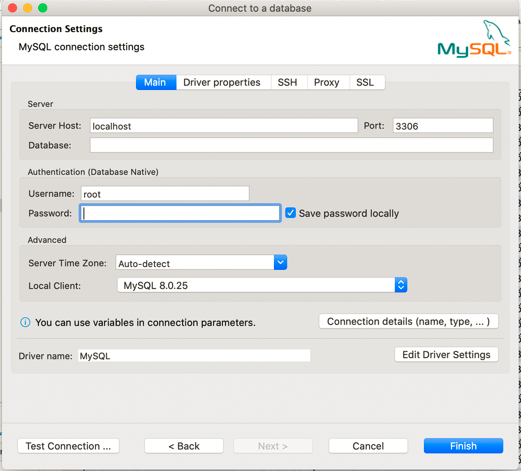 Connect to a database
Connection Settings
MySQL connection settings
MySQL
Main Driver properties SSH Proxy SSL
Server
Server Host: localhost Port: 3306
Database:
Authentication (Database Native)
Username: root
Password: Save password locally
Advanced
Server Time Zone: Auto-detect
Local Client: MySQL 8.0.25
You can use variables in connection parameters. Connection details (name, type, ... )
Driver name: MySQL Edit Driver Settings
Test Connection ... < Back Next > Cancel Finish